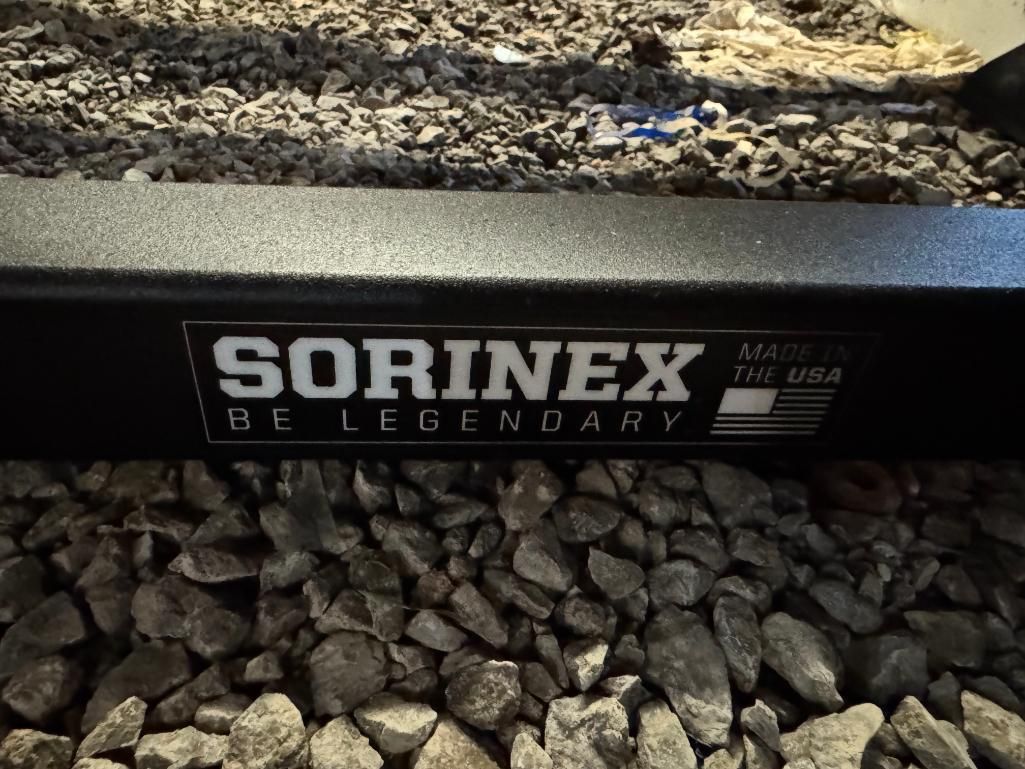 SORINEX
BE LEGENDARY
MADE IN
THE USA